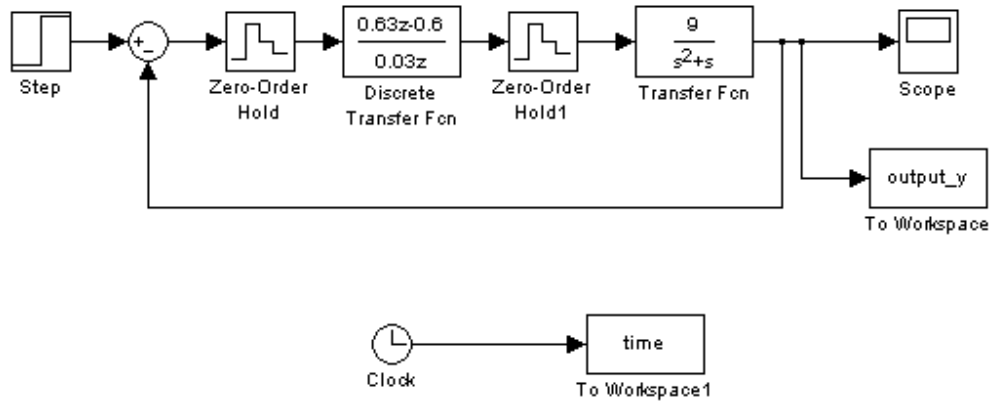 +
-
Step
Zero-Order
Hold
0.63z-0.6
0.03z
Discrete
Transfer Fcn
Zero-Order
Hold1
9
s²+s
Transfer Fcn
Scope
output_y
To Workspace
Clock
time
To Workspace1